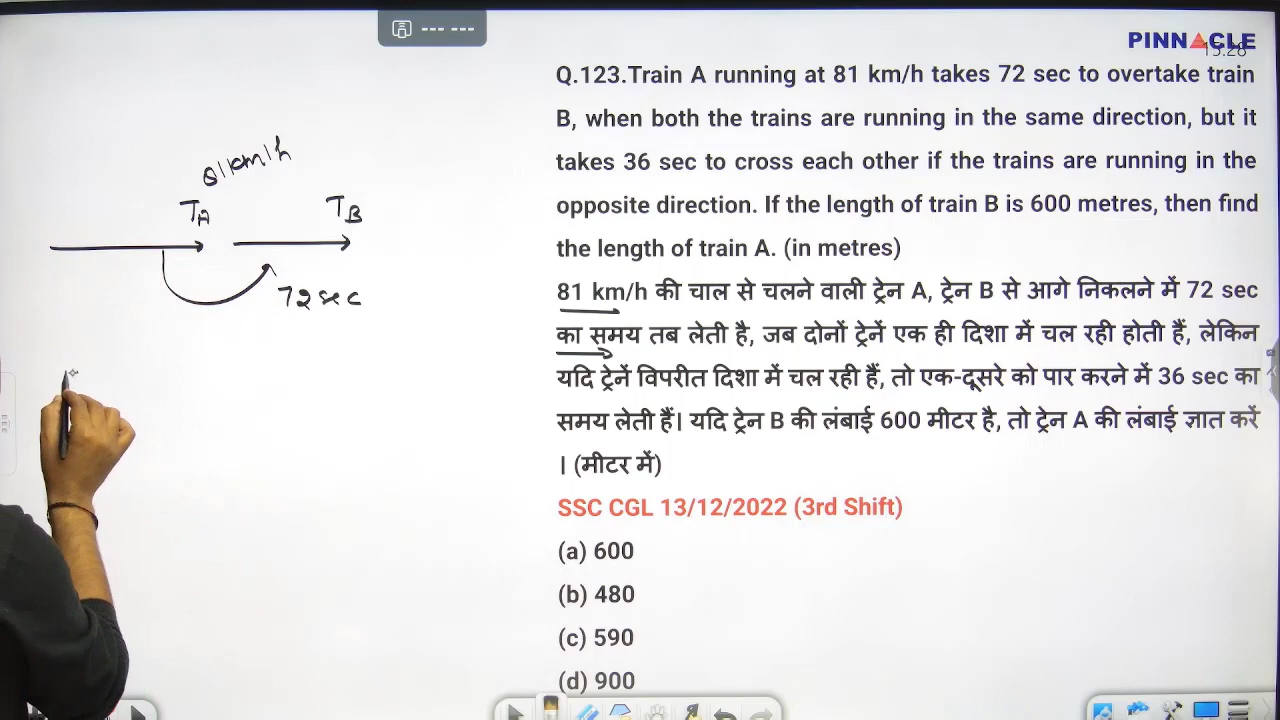 PINNACLE
15:28
Q.123.Train A running at 81 km/h takes 72 sec to overtake train
B, when both the trains are running in the same direction, but it
takes 36 sec to cross each other if the trains are running in the
opposite direction. If the length of train B is 600 metres, then find
the length of train A. (in metres)
81 km/h की चाल से चलने वाली ट्रेन A, ट्रेन B से आगे निकलने में 72 sec
का समय तब लेती है, जब दोनों ट्रेनें एक ही दिशा में चल रही होती हैं, लेकिन
यदि ट्रेनें विपरीत दिशा में चल रही हैं, तो एक-दूसरे को पार करने में 36 sec का
समय लेती हैं। यदि ट्रेन B की लंबाई 600 मीटर है, तो ट्रेन A की लंबाई ज्ञात करें
। (मीटर में)
SSC CGL 13/12/2022 (3rd Shift)
(a) 600
(b) 480
(c) 590
(d) 900
81km/h
TA TB
72sec